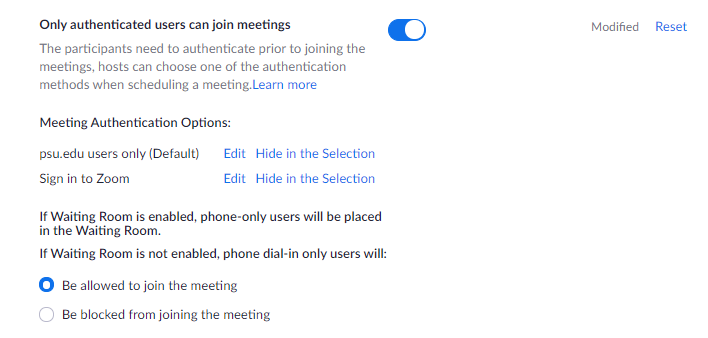 Only authenticated users can join meetings
Modified Reset
The participants need to authenticate prior to joining the
meetings, hosts can choose one of the authentication
methods when scheduling a meeting.Learn more
Meeting Authentication Options:
psu.edu users only (Default) Edit Hide in the Selection
Sign in to Zoom Edit Hide in the Selection
If Waiting Room is enabled, phone-only users will be placed
in the Waiting Room.
If Waiting Room is not enabled, phone dial-in only users will:
Be allowed to join the meeting
Be blocked from joining the meeting